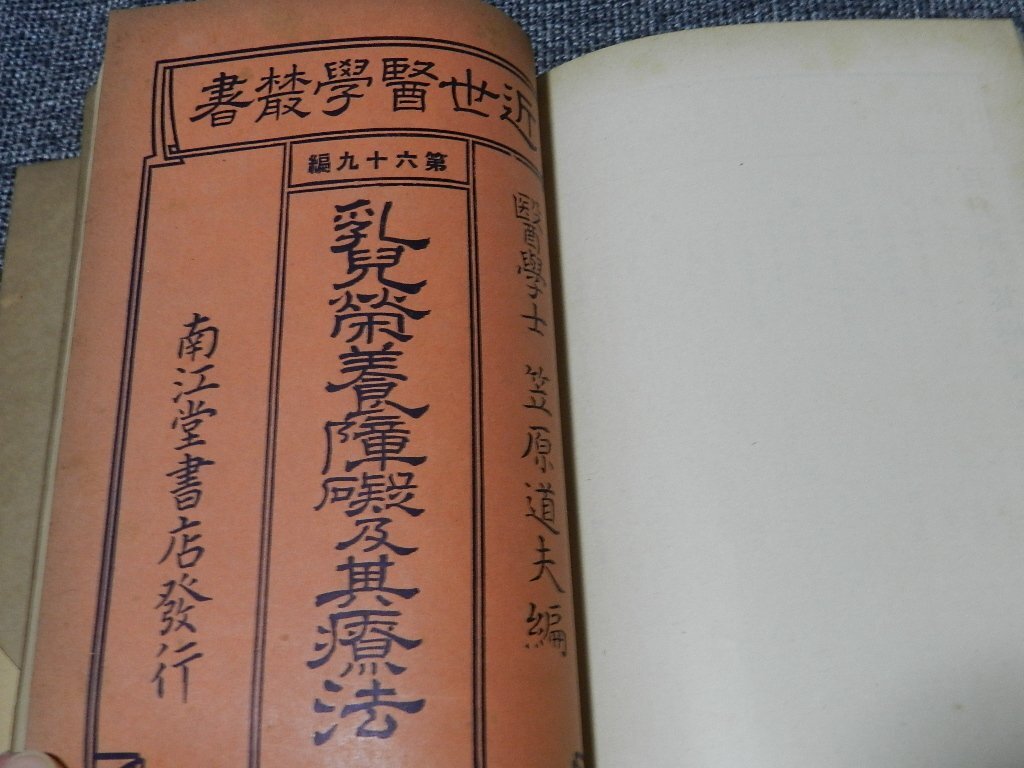 近世醫學叢書
第六十九編
醫學士 笠原道夫編
乳兒榮養障礙及其療法
南江堂書店發行